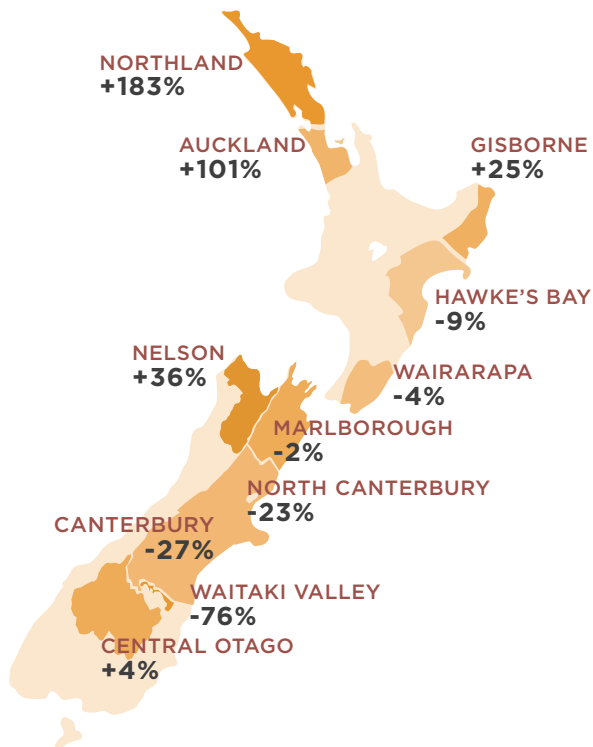 NORTHLAND
+183%
AUCKLAND
+101%
GISBORNE
+25%
HAWKE'S BAY
-9%
NELSON
+36%
WAIRARAPA
-4%
MARLBOROUGH
-2%
NORTH CANTERBURY
-23%
CANTERBURY
-27%
WAITAKI VALLEY
-76%
CENTRAL OTAGO
+4%